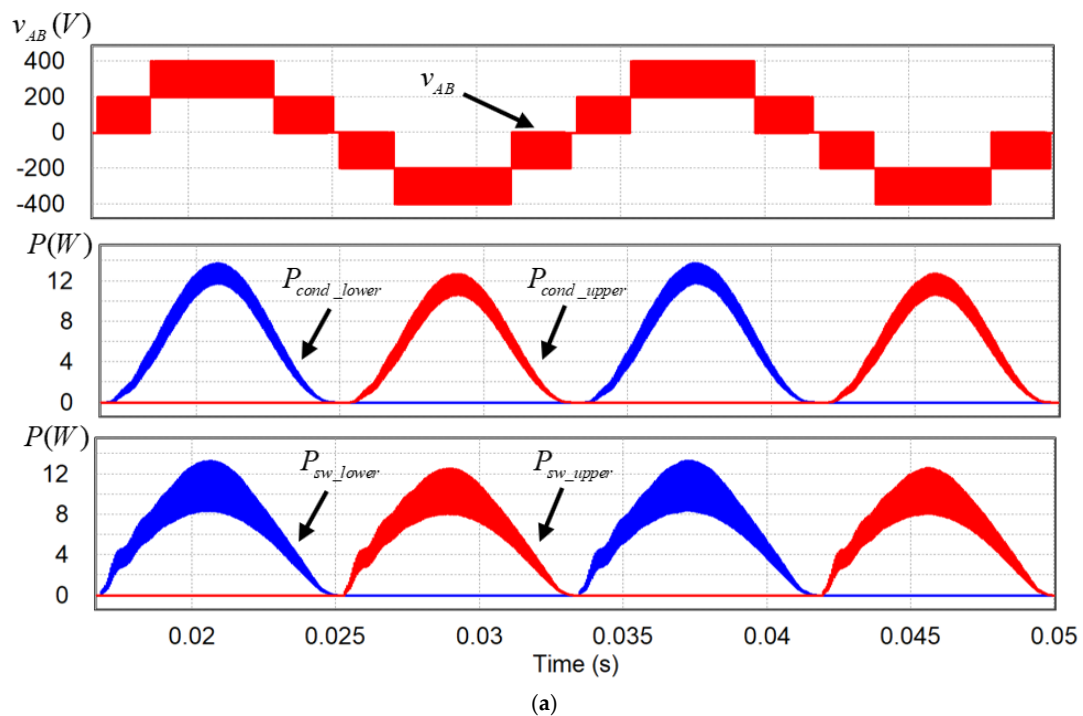 v_AB (V)
400
200
0
-200
-400
v_AB
P(W)
12
8
4
0
P_cond_lower
P_cond_upper
P(W)
12
8
4
0
P_sw_lower
P_sw_upper
0.02 0.025 0.03 0.035 0.04 0.045 0.05
Time (s)
(a)